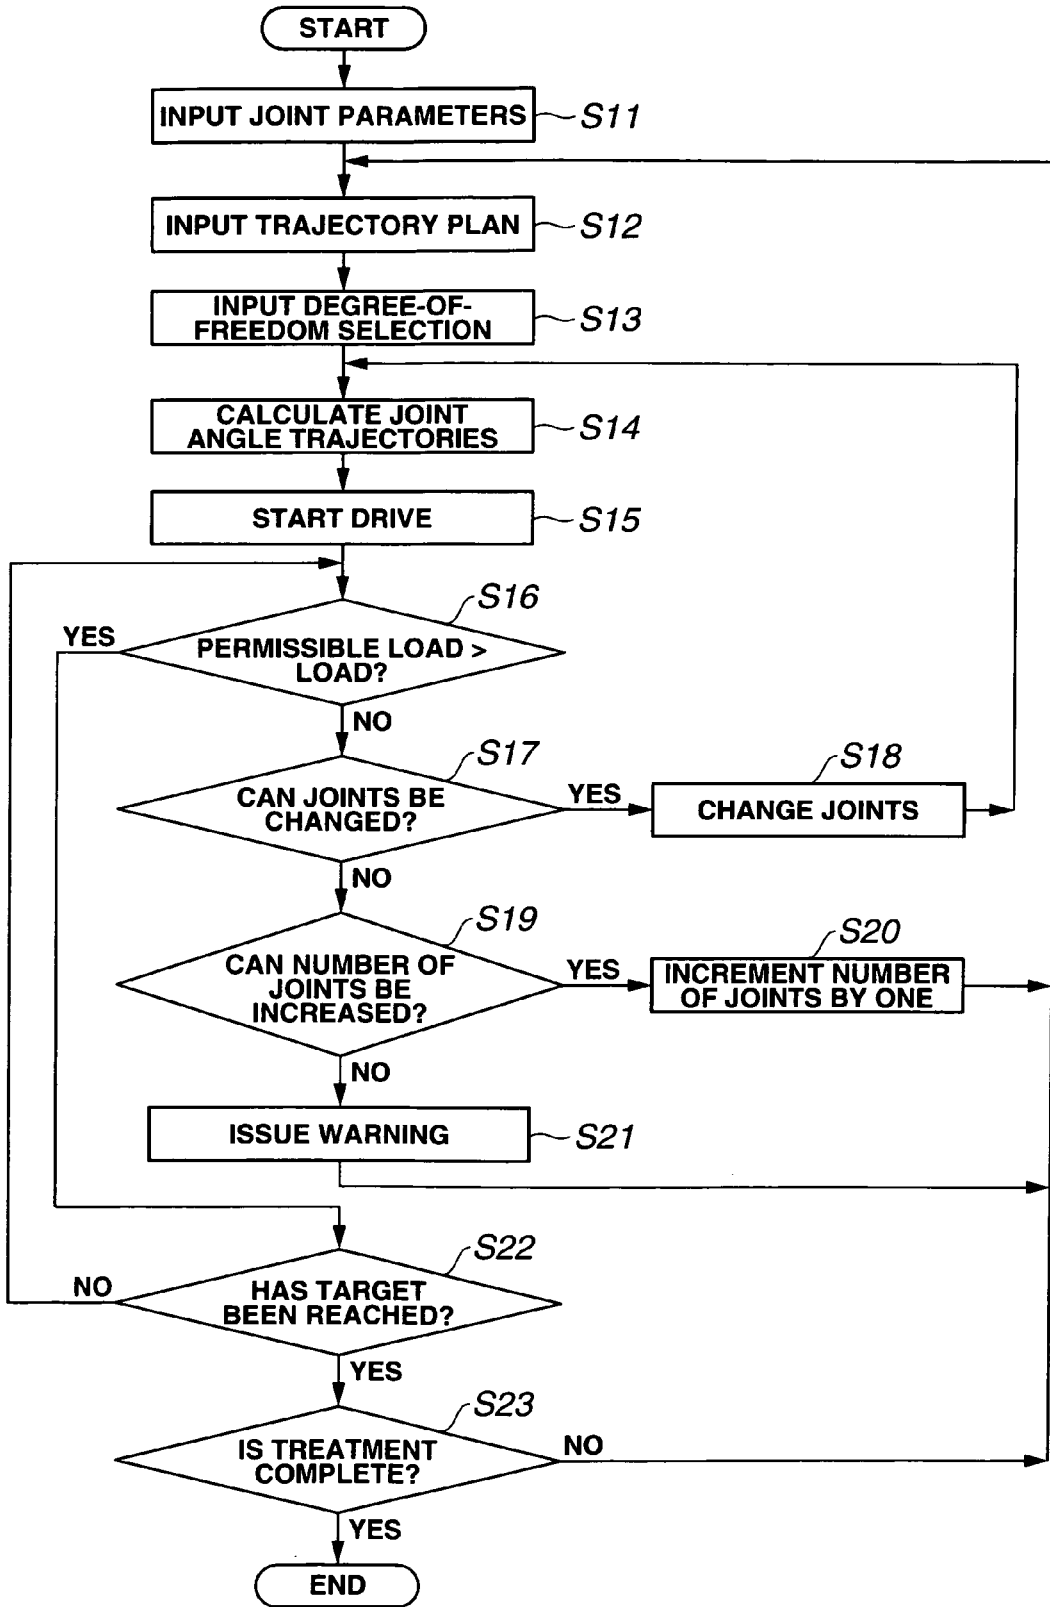 START
INPUT JOINT PARAMETERS
S11
INPUT TRAJECTORY PLAN
S12
INPUT DEGREE-OF-
FREEDOM SELECTION
S13
CALCULATE JOINT
ANGLE TRAJECTORIES
S14
START DRIVE
S15
S16
YES
PERMISSIBLE LOAD >
LOAD?
NO
S17
CAN JOINTS BE
CHANGED?
YES
S18
CHANGE JOINTS
NO
S19
CAN NUMBER OF
JOINTS BE
INCREASED?
YES
S20
INCREMENT NUMBER
OF JOINTS BY ONE
NO
ISSUE WARNING
S21
S22
NO
HAS TARGET
BEEN REACHED?
YES
S23
IS TREATMENT
COMPLETE?
NO
YES
END